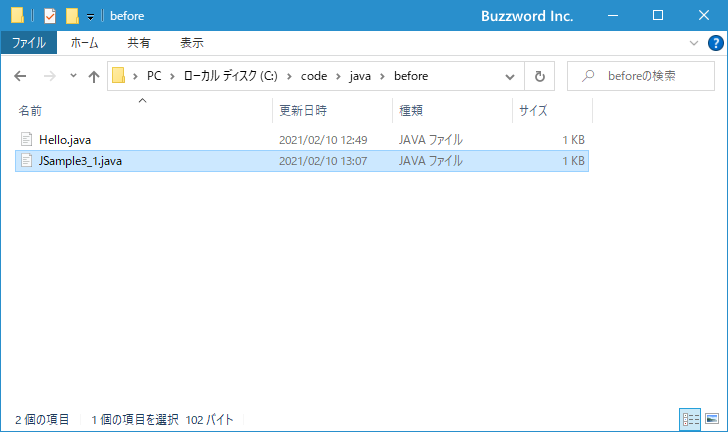 before Buzzword Inc.
ファイル ホーム 共有 表示
PC ローカル ディスク (C:) code java before beforeの検索
名前 更新日時 種類 サイズ
Hello.java 2021/02/10 12:49 JAVA ファイル 1 KB
JSample3_1.java 2021/02/10 13:07 JAVA ファイル 1 KB
2 個の項目 1 個の項目を選択 102 バイト